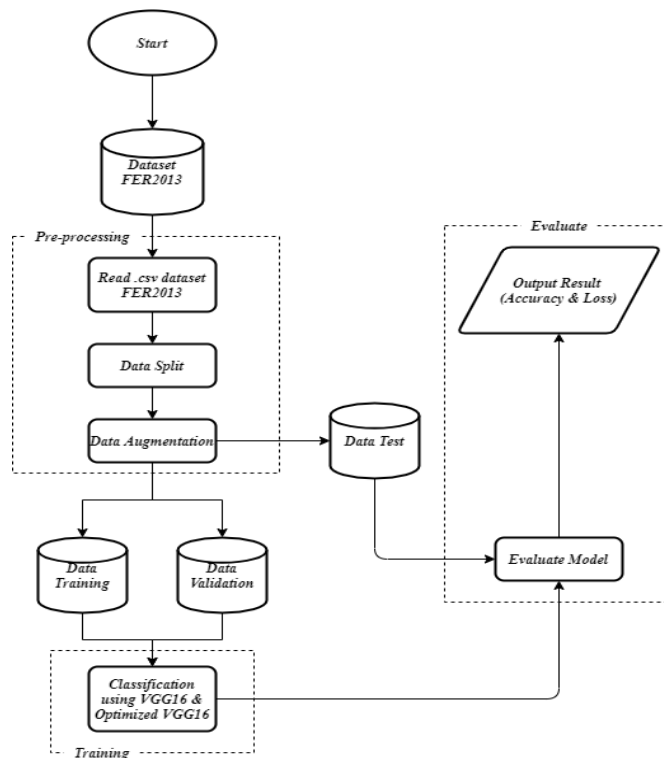 Start
Dataset
FER2013
Pre-processing
Read .csv dataset
FER2013
Data Split
Data Augmentation
Data Test
Data
Training
Data
Validation
Classification
using VGG16 &
Optimized VGG16
Training
Evaluate
Output Result
(Accuracy & Loss)
Evaluate Model